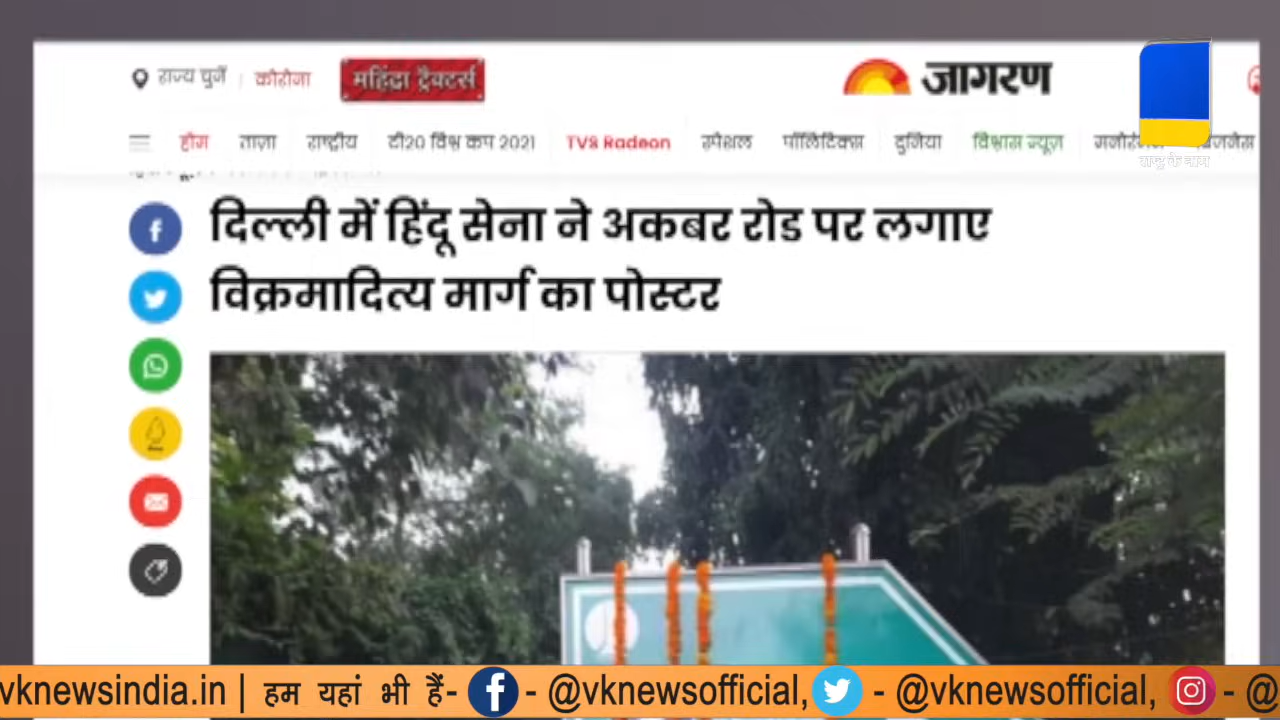 राज्य चुनें | कोरोना महिंद्रा ट्रैक्टर्स जागरण
होम ताज़ा राष्ट्रीय टी20 विश्व कप 2021 TVS Radeon स्पेशल पॉलिटिक्स दुनिया विश्वास न्यूज़
राष्ट्र के नाम
दिल्ली में हिंदू सेना ने अकबर रोड पर लगाए
विक्रमादित्य मार्ग का पोस्टर
vknewsindia.in | हम यहां भी हैं- f - @vknewsofficial, - @vknewsofficial, - @